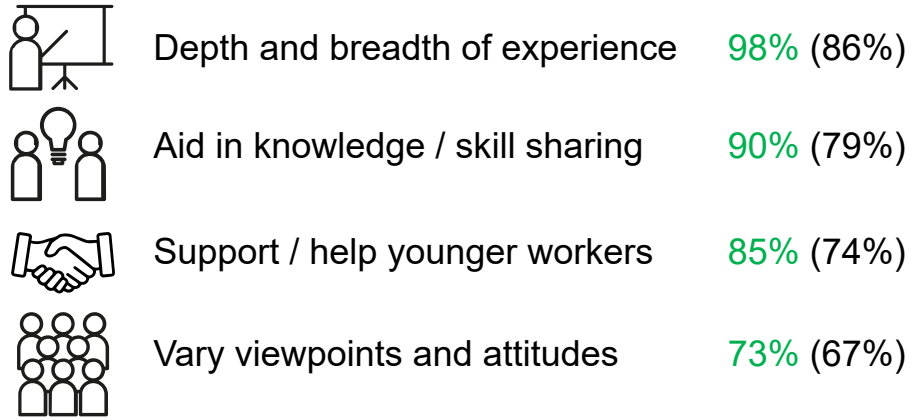 Depth and breadth of experience 98% (86%)
Aid in knowledge / skill sharing 90% (79%)
Support / help younger workers 85% (74%)
Vary viewpoints and attitudes 73% (67%)